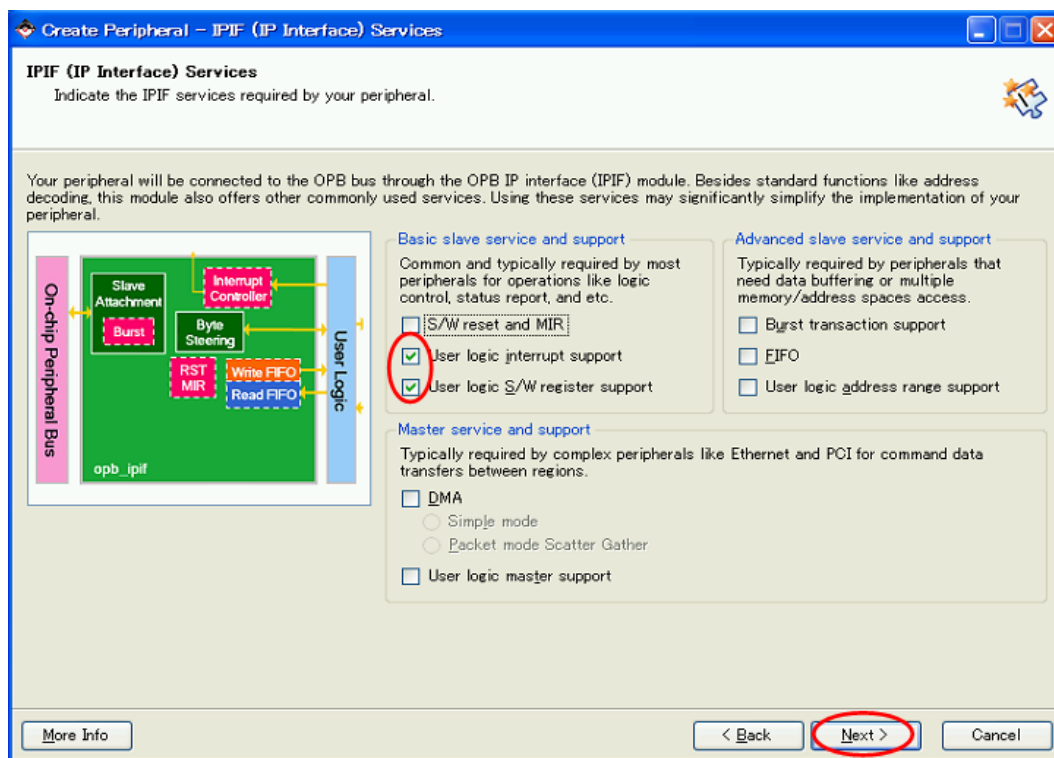 Create Peripheral - IPIF (IP Interface) Services
IPIF (IP Interface) Services
Indicate the IPIF services required by your peripheral.
Your peripheral will be connected to the OPB bus through the OPB IP interface (IPIF) module. Besides standard functions like address
decoding, this module also offers other commonly used services. Using these services may significantly simplify the implementation of your
peripheral.
On-chip Peripheral Bus
Slave
Attachment
Burst
Interrupt
Controller
Byte
Steering
RST
MIR
Write FIFO
Read FIFO
User Logic
opb_ipif
Basic slave service and support
Common and typically required by most
peripherals for operations like logic
control, status report, and etc.
S/W reset and MIR
User logic interrupt support
User logic S/W register support
Advanced slave service and support
Typically required by peripherals that
need data buffering or multiple
memory/address spaces access.
Burst transaction support
FIFO
User logic address range support
Master service and support
Typically required by complex peripherals like Ethernet and PCI for command data
transfers between regions.
DMA
Simple mode
Packet mode Scatter Gather
User logic master support
More Info
< Back
Next >
Cancel